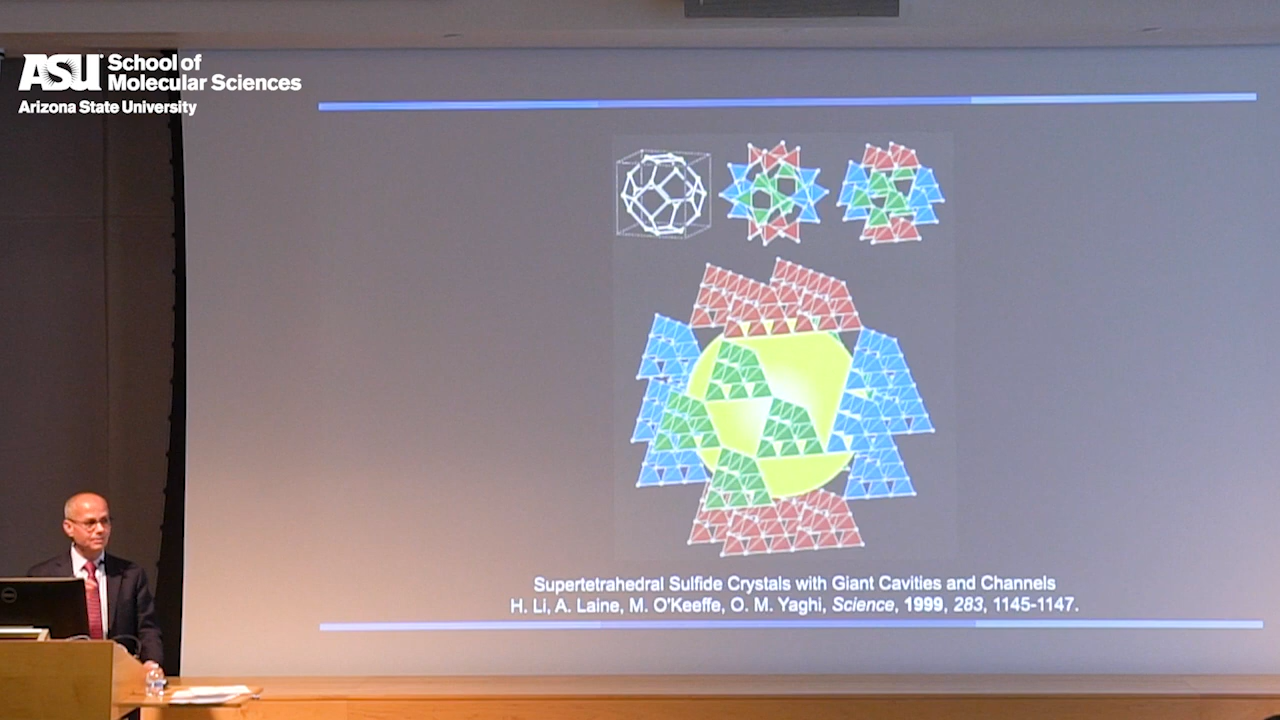 ASU School of
Molecular Sciences
Arizona State University
Supertetrahedral Sulfide Crystals with Giant Cavities and Channels
H. Li, A. Laine, M. O'Keeffe, O. M. Yaghi, Science, 1999, 283, 1145-1147.
DELL